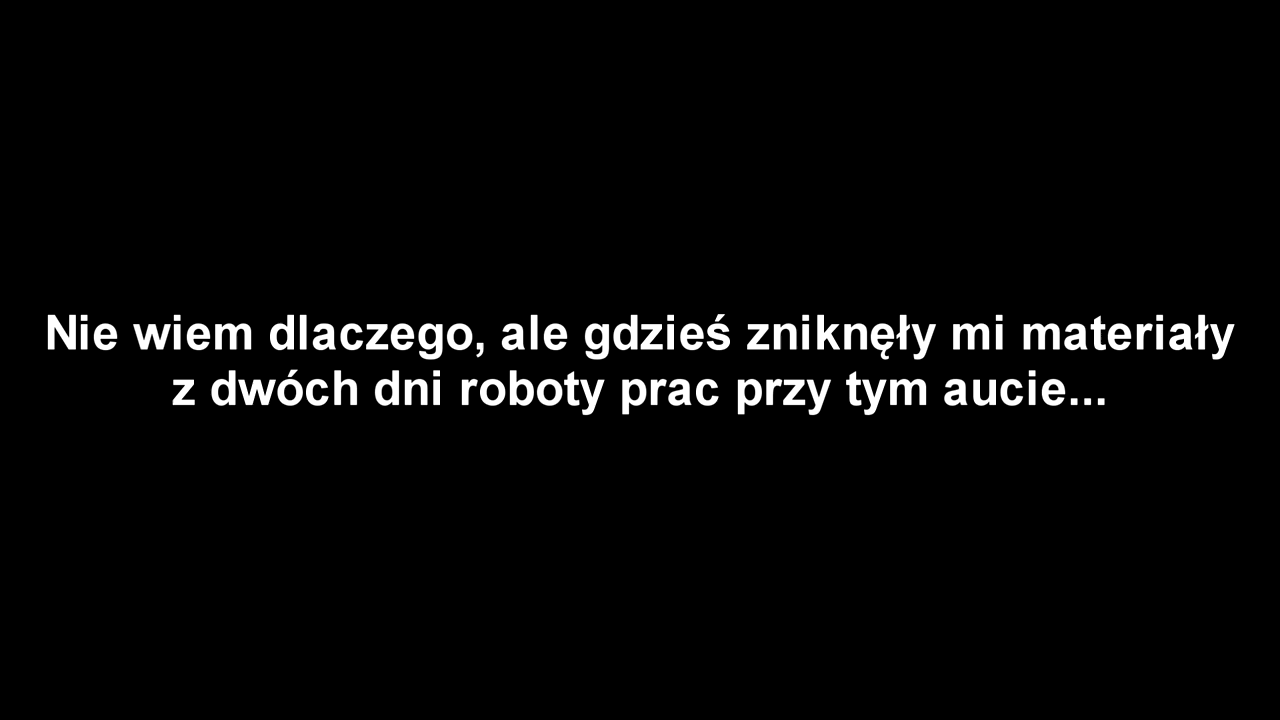 Nie wiem dlaczego, ale gdzieś zniknęły mi materiały
z dwóch dni roboty prac przy tym aucie...